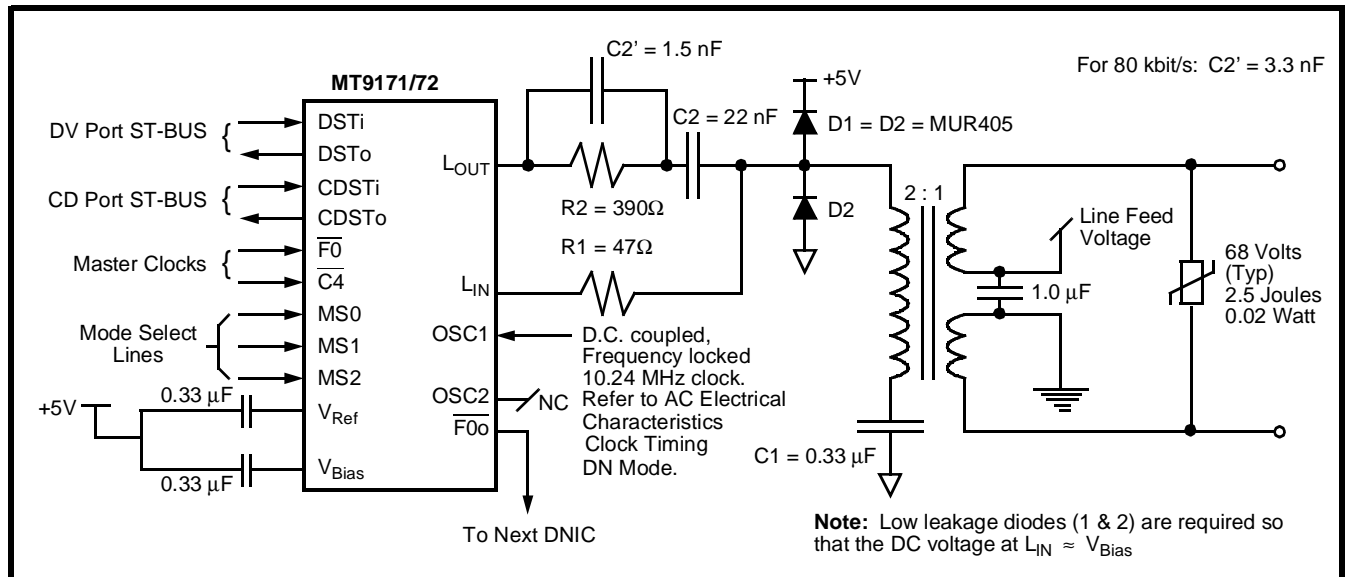 C2' = 1.5 nF
+5V
For 80 kbit/s: C2' = 3.3 nF
MT9171/72
DV Port ST-BUS {
DSTi
DSTo
C2 = 22 nF
D1 = D2 = MUR405
LOUT
CD Port ST-BUS {
CDSTi
CDSTo
R2 = 390Ω
D2
2 : 1
Line Feed
Voltage
Master Clocks {
F0
C4
R1 = 47Ω
LIN
68 Volts
(Typ)
2.5 Joules
0.02 Watt
1.0 µF
Mode Select
Lines
MS0
MS1
MS2
OSC1
D.C. coupled,
Frequency locked
10.24 MHz clock.
Refer to AC Electrical
Characteristics
Clock Timing
DN Mode.
OSC2
NC
F0o
+5V
0.33 µF
VRef
0.33 µF
VBias
C1 = 0.33 µF
To Next DNIC
Note: Low leakage diodes (1 & 2) are required so
that the DC voltage at LIN ≈ VBias